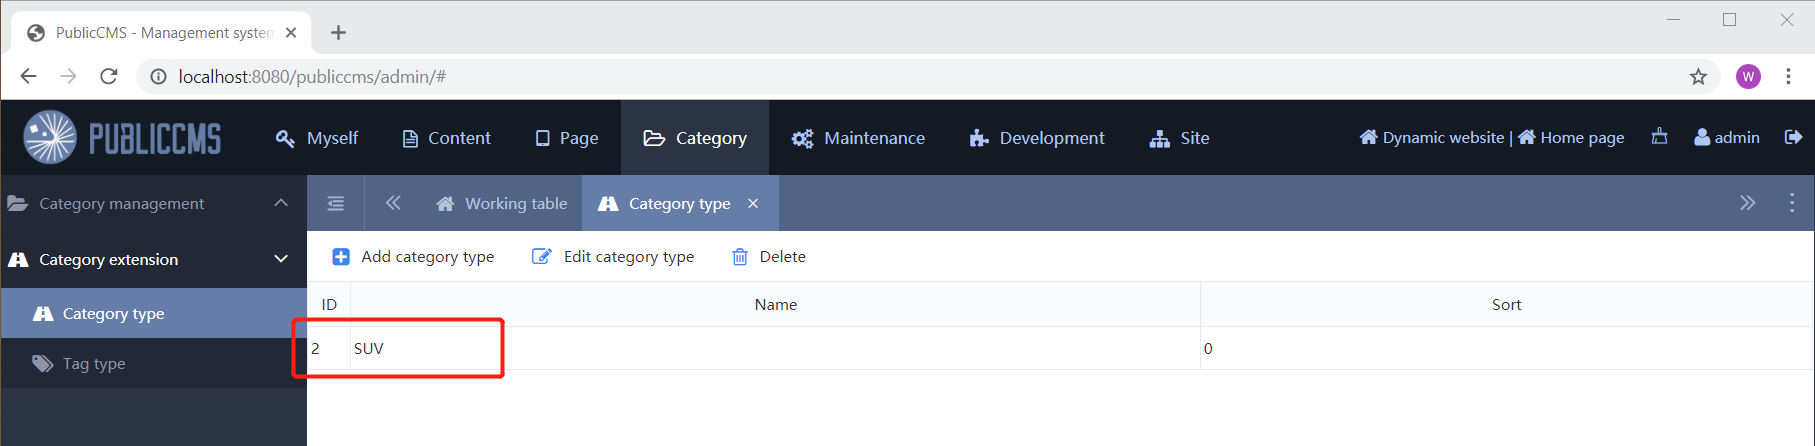 PublicCMS - Management system
localhost:8080/publiccms/admin/#
W
PUBLICCMS Myself Content Page Category Maintenance Development Site Dynamic website | Home page admin
Category management
Working table Category type
Category extension
Add category type Edit category type Delete
Category type
Tag type
ID Name Sort
2 SUV 0